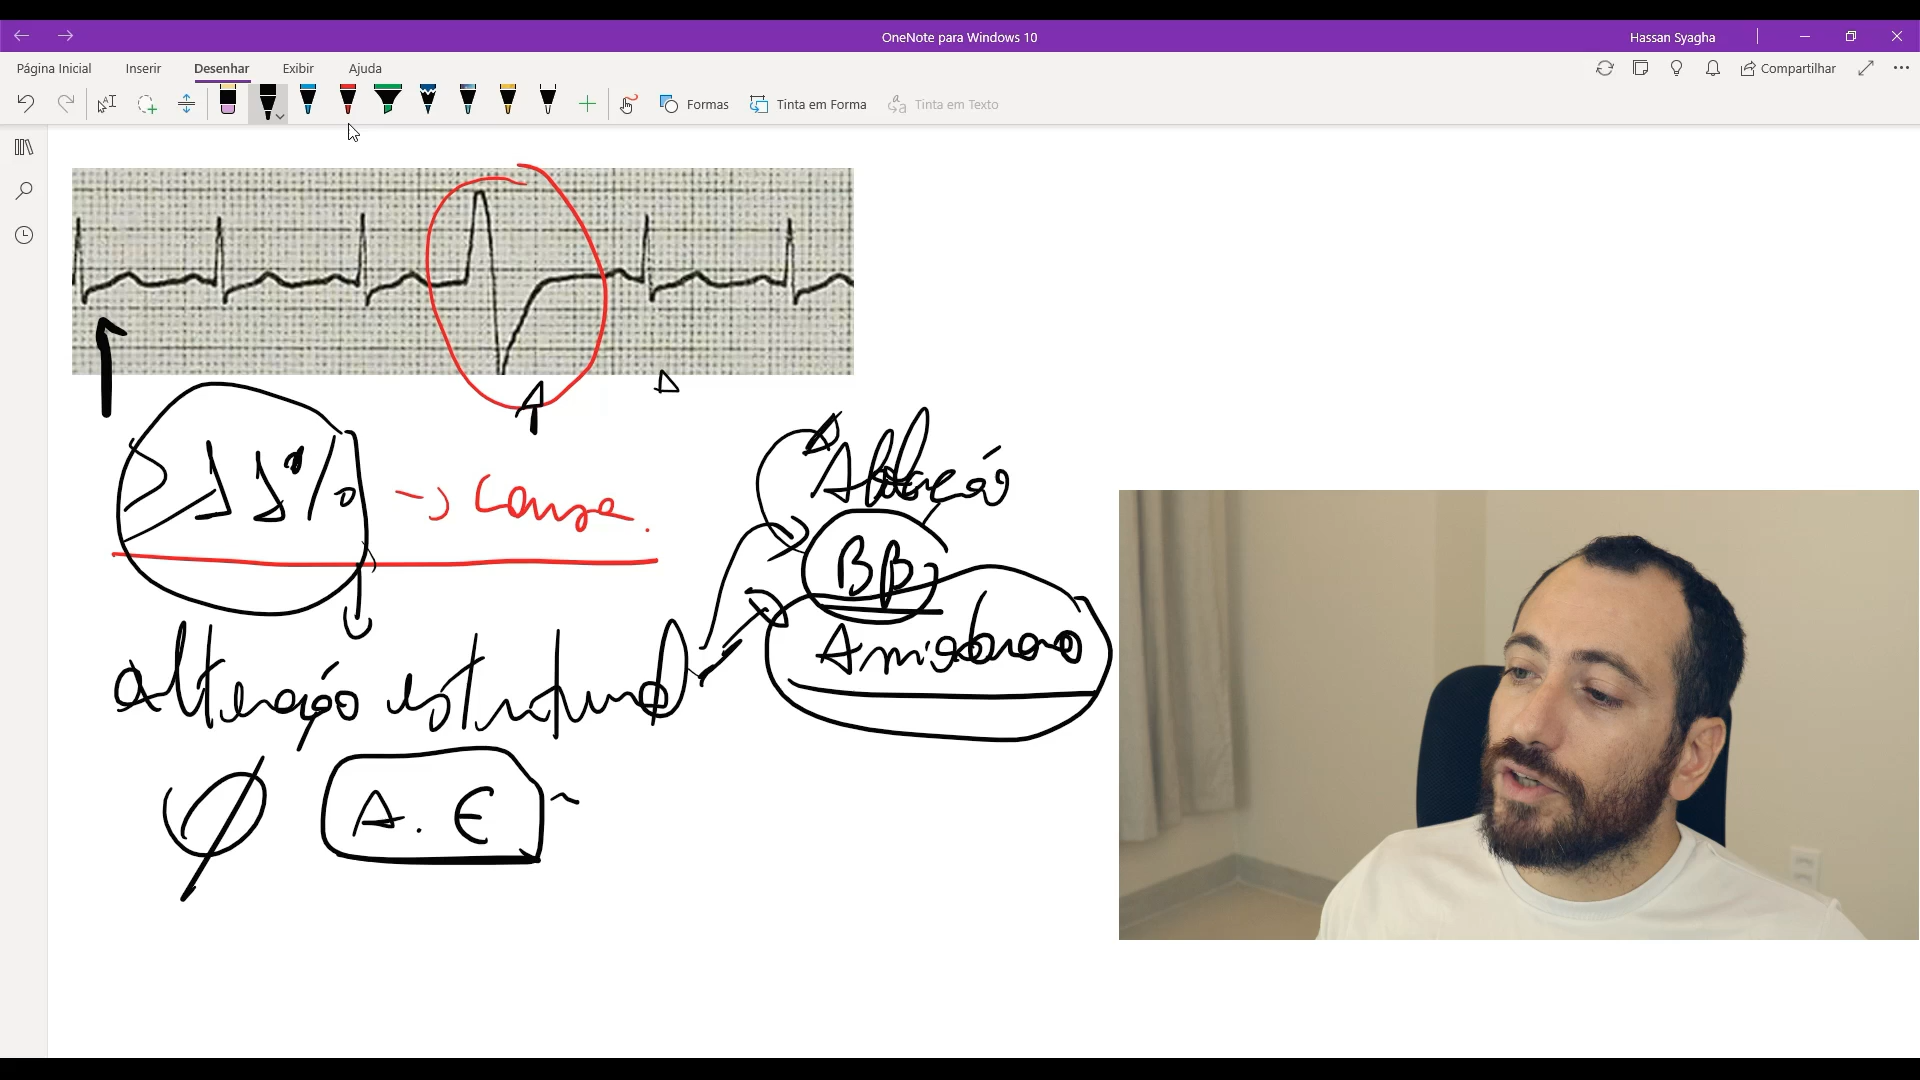 OneNote para Windows 10
Hassan Syagha
Página Inicial Inserir Desenhar Exibir Ajuda
Compartilhar
Formas Tinta em Forma Tinta em Texto
Ablação
> 15% → Causa.
BB
Amiodarona
alteração estrutural
A. E